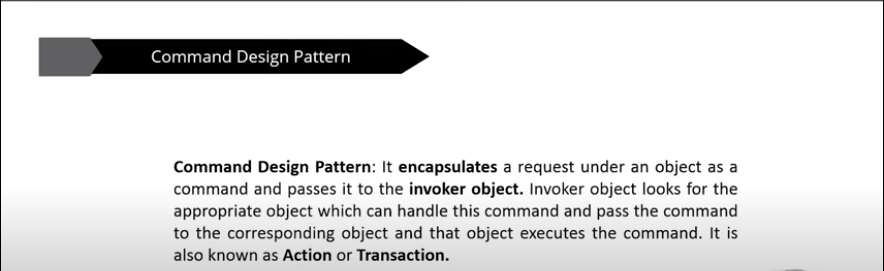 Command Design Pattern
Command Design Pattern: It encapsulates a request under an object as a
command and passes it to the invoker object. Invoker object looks for the
appropriate object which can handle this command and pass the command
to the corresponding object and that object executes the command. It is
also known as Action or Transaction.